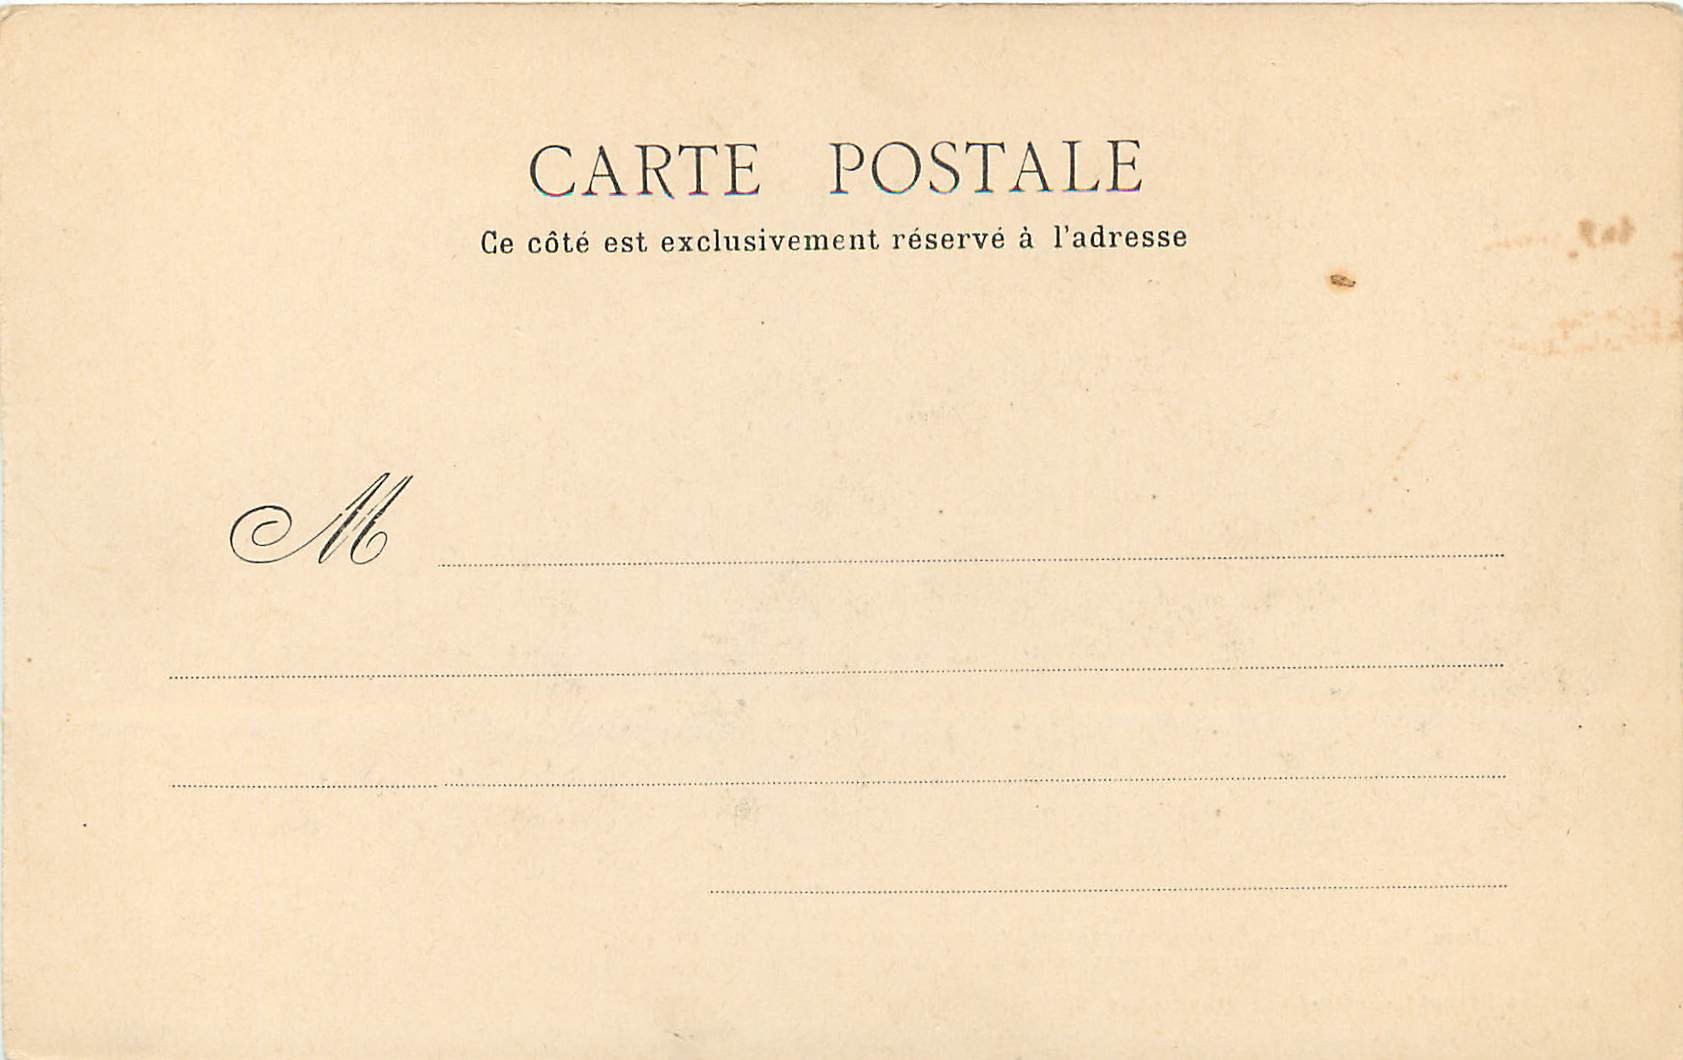 CARTE POSTALE
Ce côté est exclusivement réservé à l'adresse
M